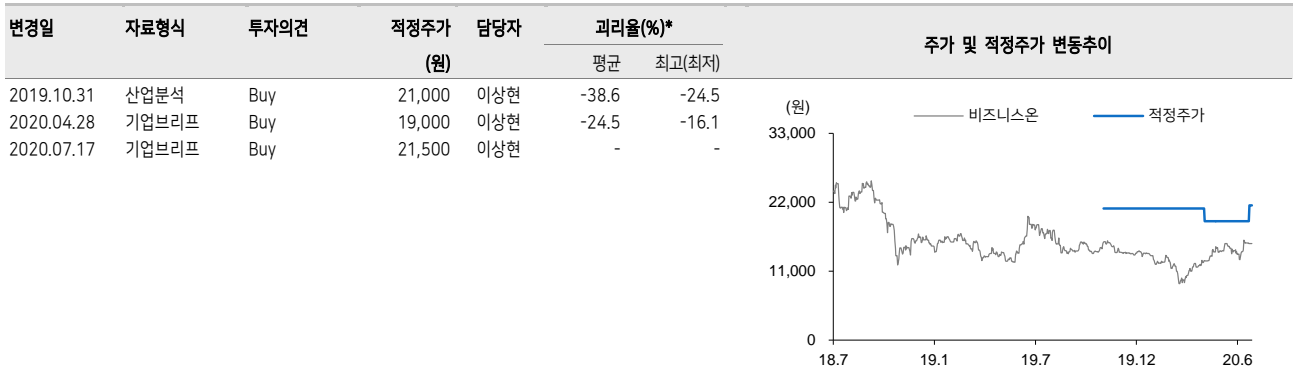 변경일 자료형식 투자의견 적정주가 담당자 괴리율(%)* 주가 및 적정주가 변동추이
(원) 평균 최고(최저)
2019.10.31 산업분석 Buy 21,000 이상현 -38.6 -24.5
2020.04.28 기업브리프 Buy 19,000 이상현 -24.5 -16.1
2020.07.17 기업브리프 Buy 21,500 이상현 - -
(원) 비즈니스온 적정주가
33,000
22,000
11,000
0
18.7 19.1 19.7 19.12 20.6